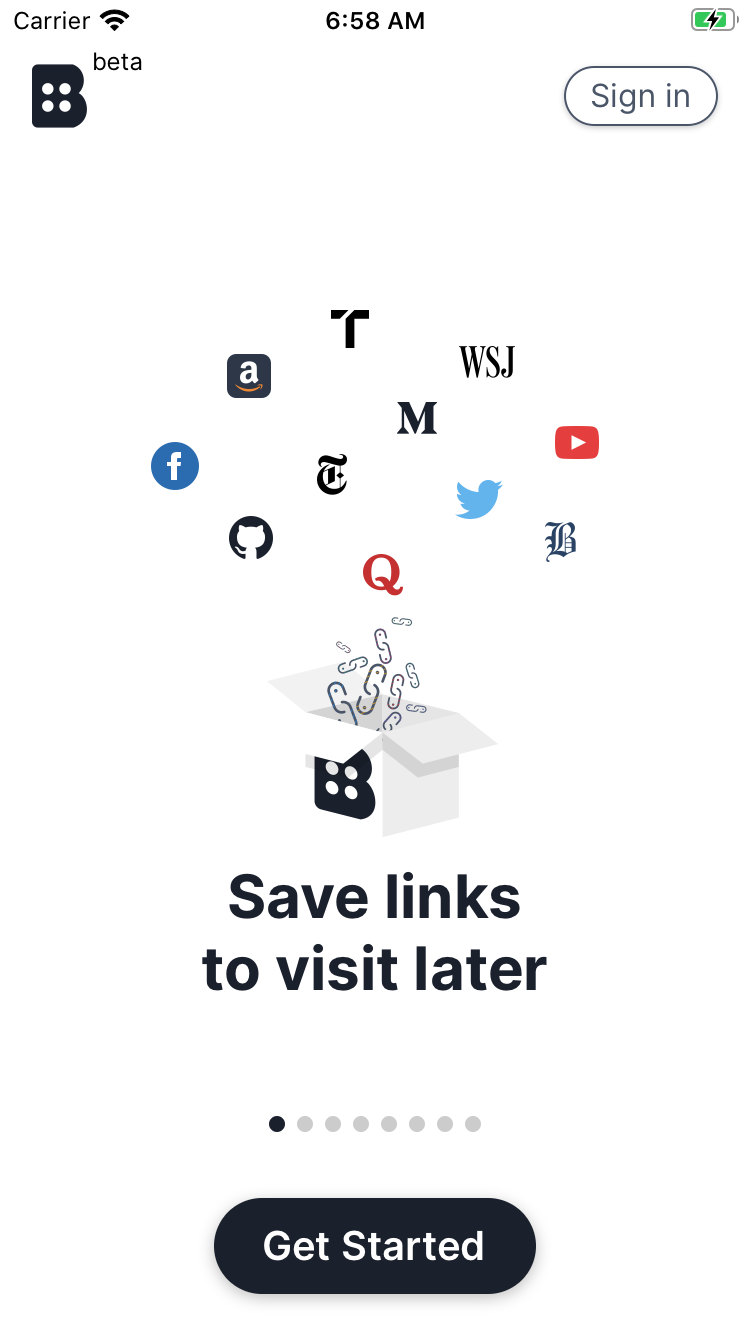 Carrier 6:58 AM
beta
Sign in
WSJ
Save links
to visit later
Get Started